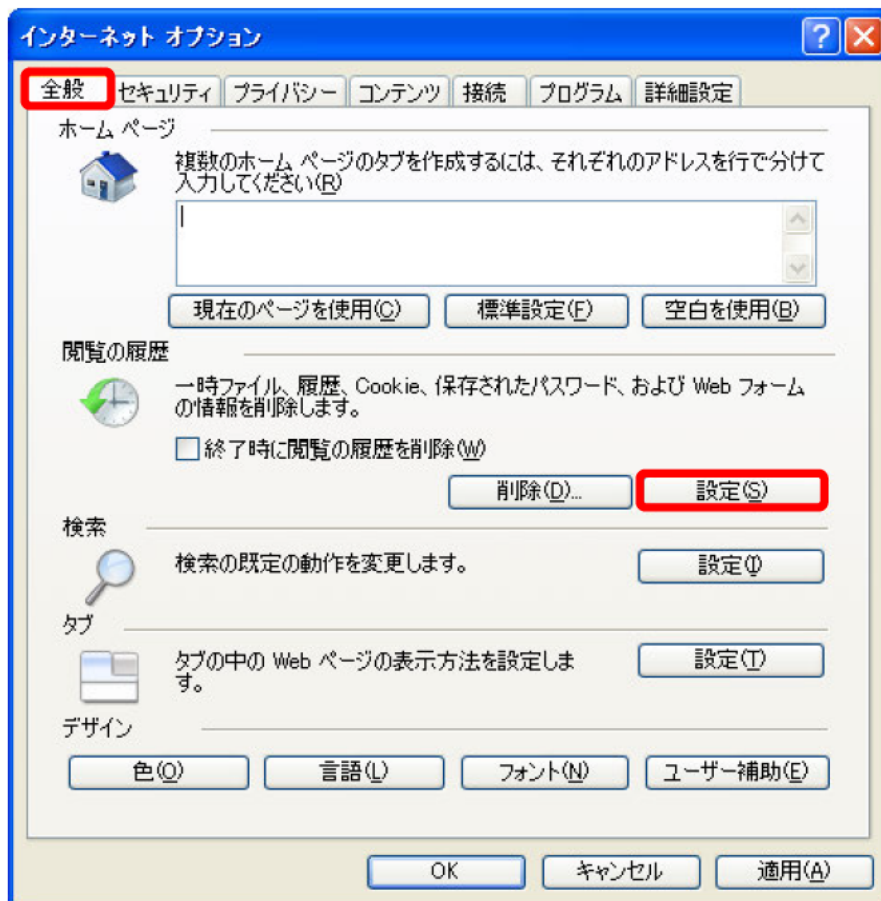 インターネット オプション
全般 セキュリティ プライバシー コンテンツ 接続 プログラム 詳細設定
ホーム ページ
複数のホーム ページのタブを作成するには、それぞれのアドレスを行で分けて
入力してください(R)
現在のページを使用(C) 標準設定(F) 空白を使用(B)
閲覧の履歴
一時ファイル、履歴、Cookie、保存されたパスワード、および Web フォーム
の情報を削除します。
終了時に閲覧の履歴を削除(W)
削除(D)... 設定(S)
検索
検索の既定の動作を変更します。
設定(I)
タブ
タブの中の Web ページの表示方法を設定しま
す。
設定(T)
デザイン
色(O) 言語(L) フォント(N) ユーザー補助(E)
OK キャンセル 適用(A)